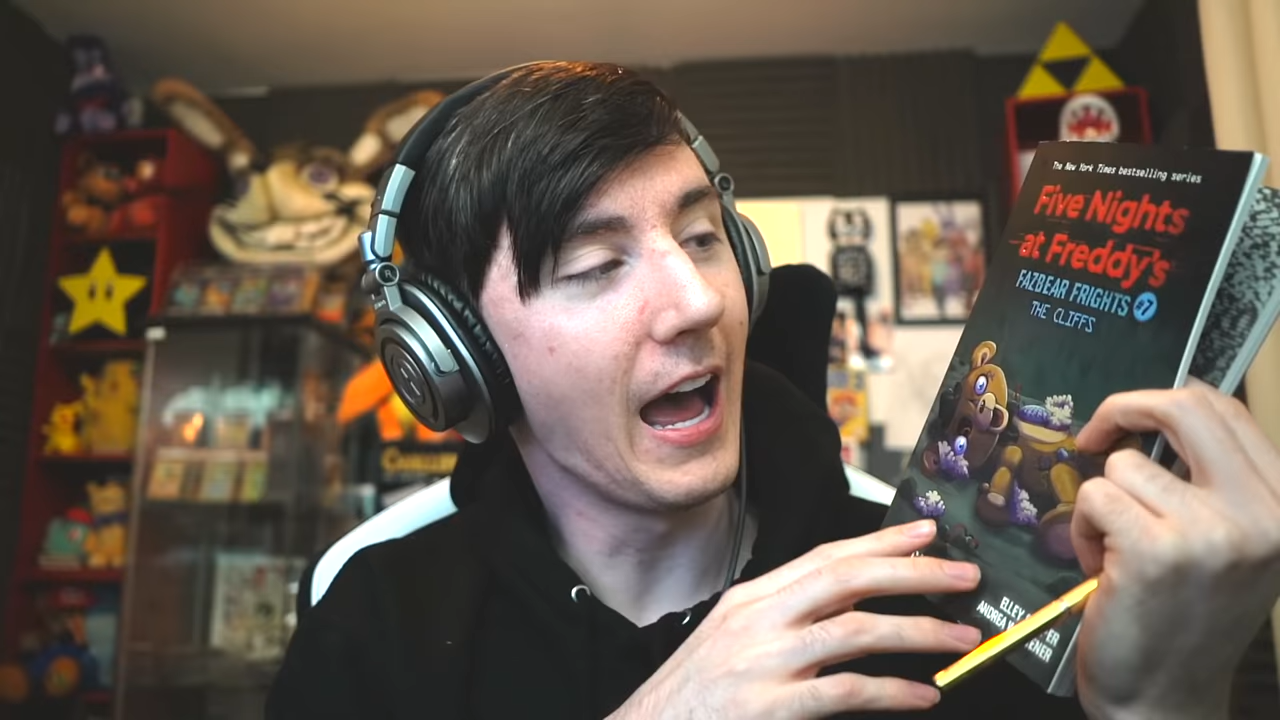 The New York Times bestselling series
Five Nights
at Freddy's
FAZBEAR FRIGHTS #7
THE CLIFFS
ELLEY
ANDREA
R